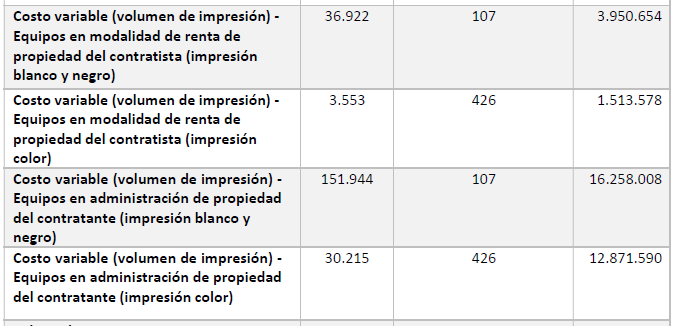 Costo variable (volumen de impresión) - 36.922 107 3.950.654
Equipos en modalidad de renta de
propiedad del contratista (impresión
blanco y negro)
Costo variable (volumen de impresión) - 3.553 426 1.513.578
Equipos en modalidad de renta de
propiedad del contratista (impresión
color)
Costo variable (volumen de impresión) - 151.944 107 16.258.008
Equipos en administración de propiedad
del contratante (impresión blanco y
negro)
Costo variable (volumen de impresión) - 30.215 426 12.871.590
Equipos en administración de propiedad
del contratante (impresión color)